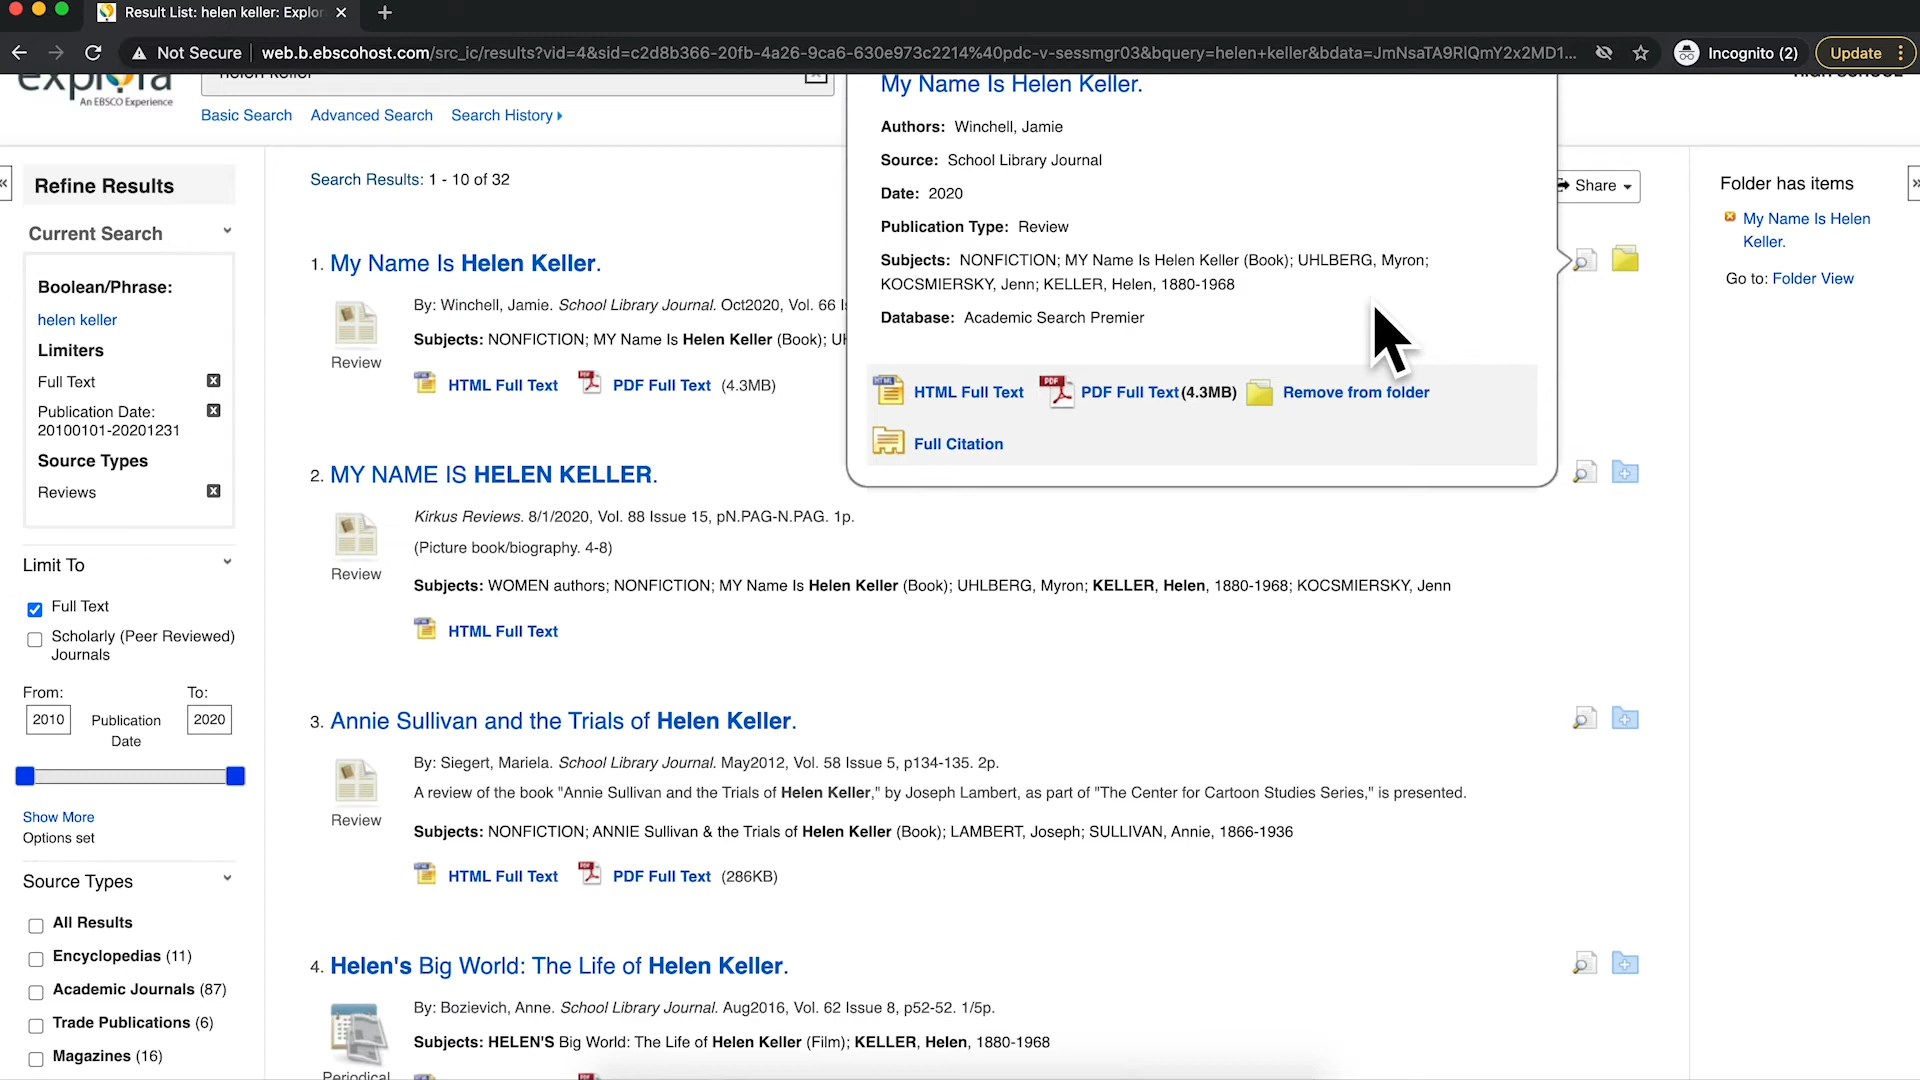 Result List: helen keller: Explor
Not Secure
web.b.ebscohost.com/src_ic/results?vid=4&sid=c2d8b366-20fb-4a26-9ca6-630e973c2214%40pdc-v-sessmgr03&bquery=helen+keller&bdata=JmNsaTA9RlQmY2x2MD1...
Incognito (2)
Update
explora
An EBSCO Experience
helen keller
Basic Search
Advanced Search
Search History
HIGH SCHOOL
Refine Results
Current Search
Boolean/Phrase:
helen keller
Limiters
Full Text
Publication Date:
20100101-20201231
Source Types
Reviews
Limit To
Full Text
Scholarly (Peer Reviewed)
Journals
From:
To:
2010
Publication
Date
2020
Show More
Options set
Source Types
All Results
Encyclopedias (11)
Academic Journals (87)
Trade Publications (6)
Magazines (16)
Search Results: 1 - 10 of 32
Share
1. My Name Is Helen Keller.
By: Winchell, Jamie. School Library Journal. Oct2020, Vol. 66 Is
Subjects: NONFICTION; MY Name Is Helen Keller (Book); UH
Review
HTML Full Text
PDF Full Text (4.3MB)
My Name Is Helen Keller.
Authors: Winchell, Jamie
Source: School Library Journal
Date: 2020
Publication Type: Review
Subjects: NONFICTION; MY Name Is Helen Keller (Book); UHLBERG, Myron;
KOCSMIERSKY, Jenn; KELLER, Helen, 1880-1968
Database: Academic Search Premier
HTML Full Text
PDF Full Text(4.3MB)
Remove from folder
Full Citation
2. MY NAME IS HELEN KELLER.
Kirkus Reviews. 8/1/2020, Vol. 88 Issue 15, pN.PAG-N.PAG. 1p.
(Picture book/biography. 4-8)
Review
Subjects: WOMEN authors; NONFICTION; MY Name Is Helen Keller (Book); UHLBERG, Myron; KELLER, Helen, 1880-1968; KOCSMIERSKY, Jenn
HTML Full Text
3. Annie Sullivan and the Trials of Helen Keller.
By: Siegert, Mariela. School Library Journal. May2012, Vol. 58 Issue 5, p134-135. 2p.
A review of the book "Annie Sullivan and the Trials of Helen Keller," by Joseph Lambert, as part of "The Center for Cartoon Studies Series," is presented.
Review
Subjects: NONFICTION; ANNIE Sullivan & the Trials of Helen Keller (Book); LAMBERT, Joseph; SULLIVAN, Annie, 1866-1936
HTML Full Text
PDF Full Text (286KB)
4. Helen's Big World: The Life of Helen Keller.
By: Bozievich, Anne. School Library Journal. Aug2016, Vol. 62 Issue 8, p52-52. 1/5p.
Subjects: HELEN'S Big World: The Life of Helen Keller (Film); KELLER, Helen, 1880-1968
Periodical
Folder has items
My Name Is Helen
Keller.
Go to: Folder View